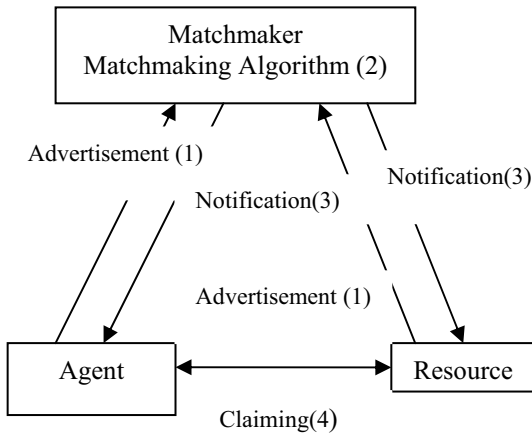 Matchmaker
Matchmaking Algorithm (2)
Advertisement (1)
Notification(3)
Notification(3)
Advertisement (1)
Agent
Resource
Claiming(4)